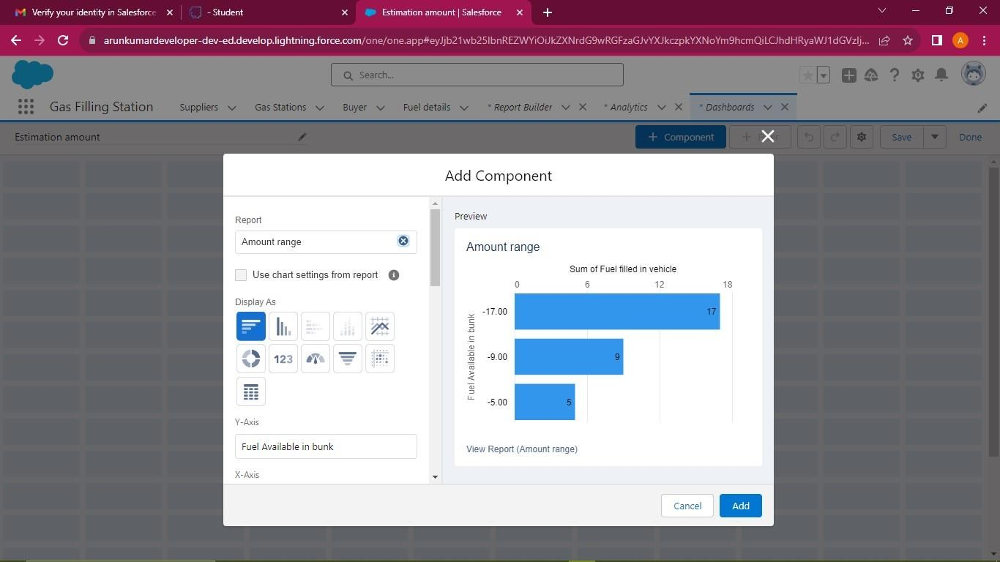 Verify your identity in Salesforce
- Student
Estimation amount | Salesforce
arunkumardeveloper-dev-ed.develop.lightning.force.com/one/one.app#eyJjb21wb25lbnREZWYiOiJkZXNrdG9wRGFzaGJvYXJkczpkYXNoYm9hcmQiLCJhdHRyaWJ1dGVzIj...
A
Search...
Gas Filling Station
Suppliers
Gas Stations
Buyer
Fuel details
* Report Builder
* Analytics
* Dashboards
Estimation amount
+ Component
Save
Done
Add Component
Report
Amount range
Use chart settings from report
Display As
123
Y-Axis
Fuel Available in bunk
X-Axis
Preview
Amount range
Sum of Fuel filled in vehicle
0 6 12 18
Fuel Available in bunk
-17.00 17
-9.00 9
-5.00 5
View Report (Amount range)
Cancel
Add